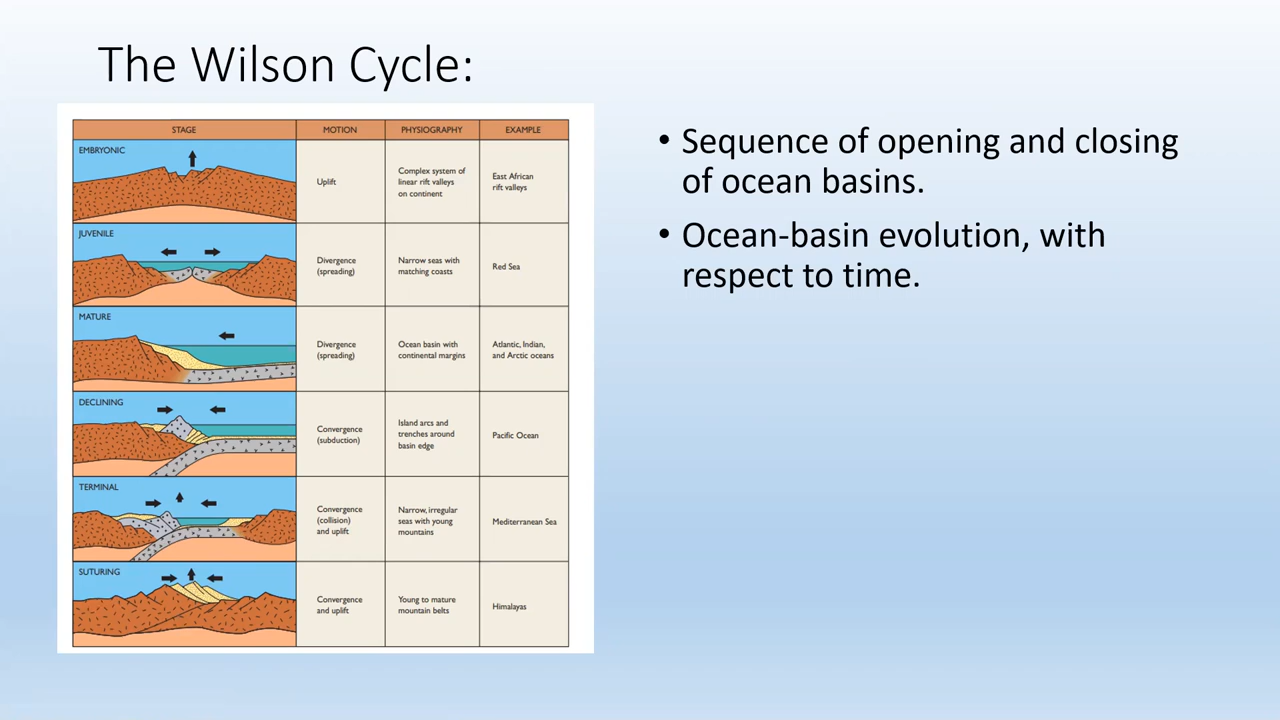 The Wilson Cycle:
STAGE MOTION PHYSIOGRAPHY EXAMPLE
EMBRYONIC
Uplift
Complex system of
linear rift valleys
on continent
East African
rift valleys
JUVENILE
Divergence
(spreading)
Narrow seas with
matching coasts
Red Sea
MATURE
Divergence
(spreading)
Ocean basin with
continental margins
Atlantic, Indian,
and Arctic oceans
DECLINING
Convergence
(subduction)
Island arcs and
trenches around
basin edge
Pacific Ocean
TERMINAL
Convergence
(collision)
and uplift
Narrow, irregular
seas with young
mountains
Mediterranean Sea
SUTURING
Convergence
and uplift
Young to mature
mountain belts
Himalayas
• Sequence of opening and closing
of ocean basins.
• Ocean-basin evolution, with
respect to time.